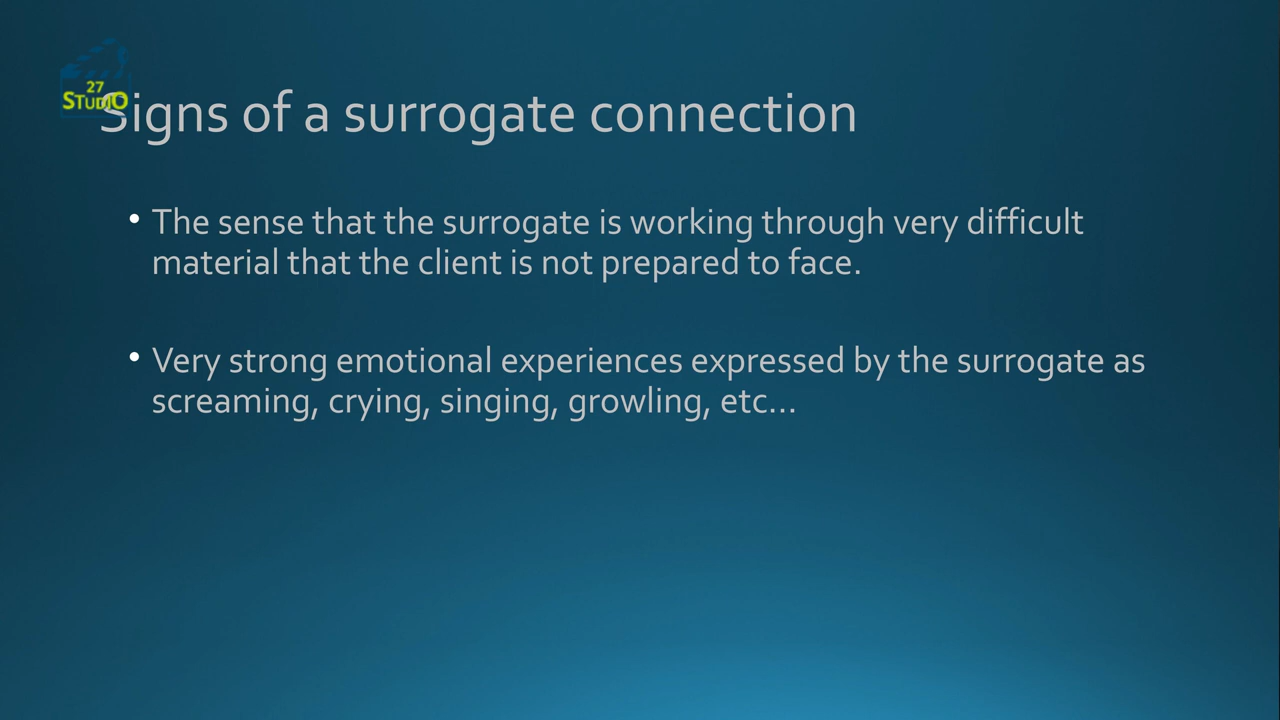 27
STUDIO
Signs of a surrogate connection
• The sense that the surrogate is working through very difficult
material that the client is not prepared to face.
• Very strong emotional experiences expressed by the surrogate as
screaming, crying, singing, growling, etc...